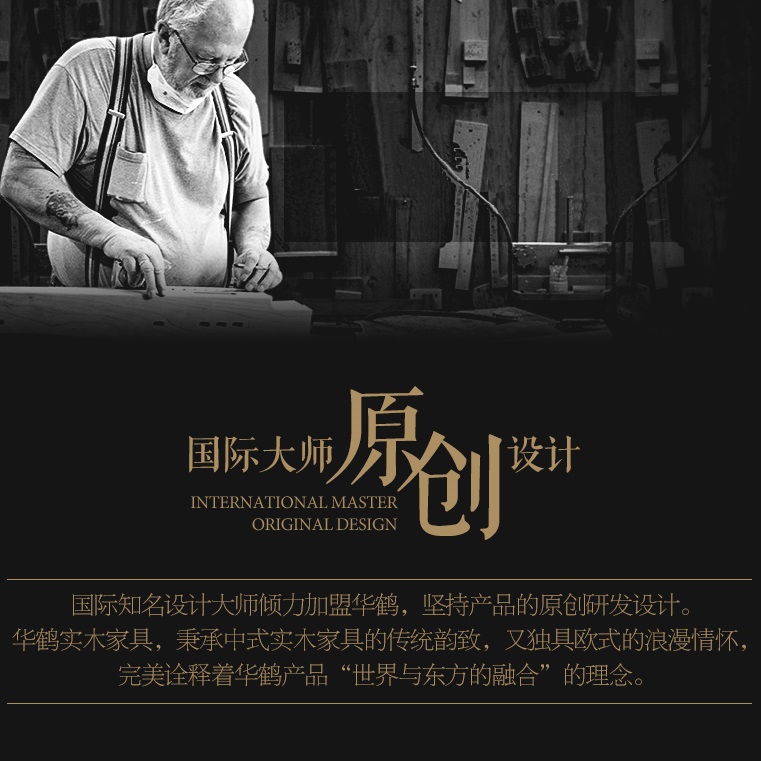 国际大师原创设计
INTERNATIONAL MASTER
ORIGINAL DESIGN
国际知名设计大师倾力加盟华鹤，坚持产品的原创研发设计。
华鹤实木家具，秉承中式实木家具的传统韵致，又独具欧式的浪漫情怀，
完美诠释着华鹤产品“世界与东方的融合”的理念。